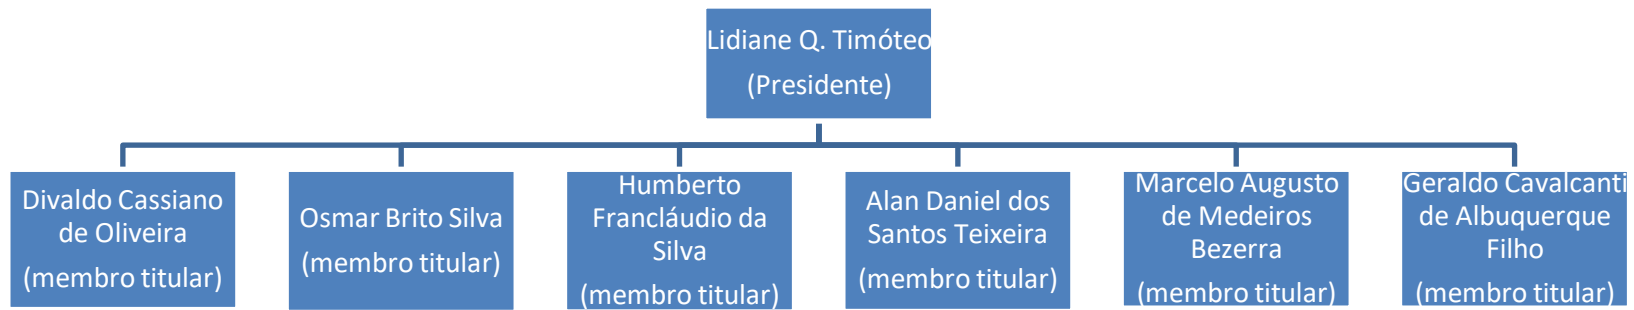 Lidiane Q. Timóteo
(Presidente)
Divaldo Cassiano
de Oliveira
(membro titular)
Osmar Brito Silva
(membro titular)
Humberto
Francláudio da
Silva
(membro titular)
Alan Daniel dos
Santos Teixeira
(membro titular)
Marcelo Augusto
de Medeiros
Bezerra
(membro titular)
Geraldo Cavalcanti
de Albuquerque
Filho
(membro titular)